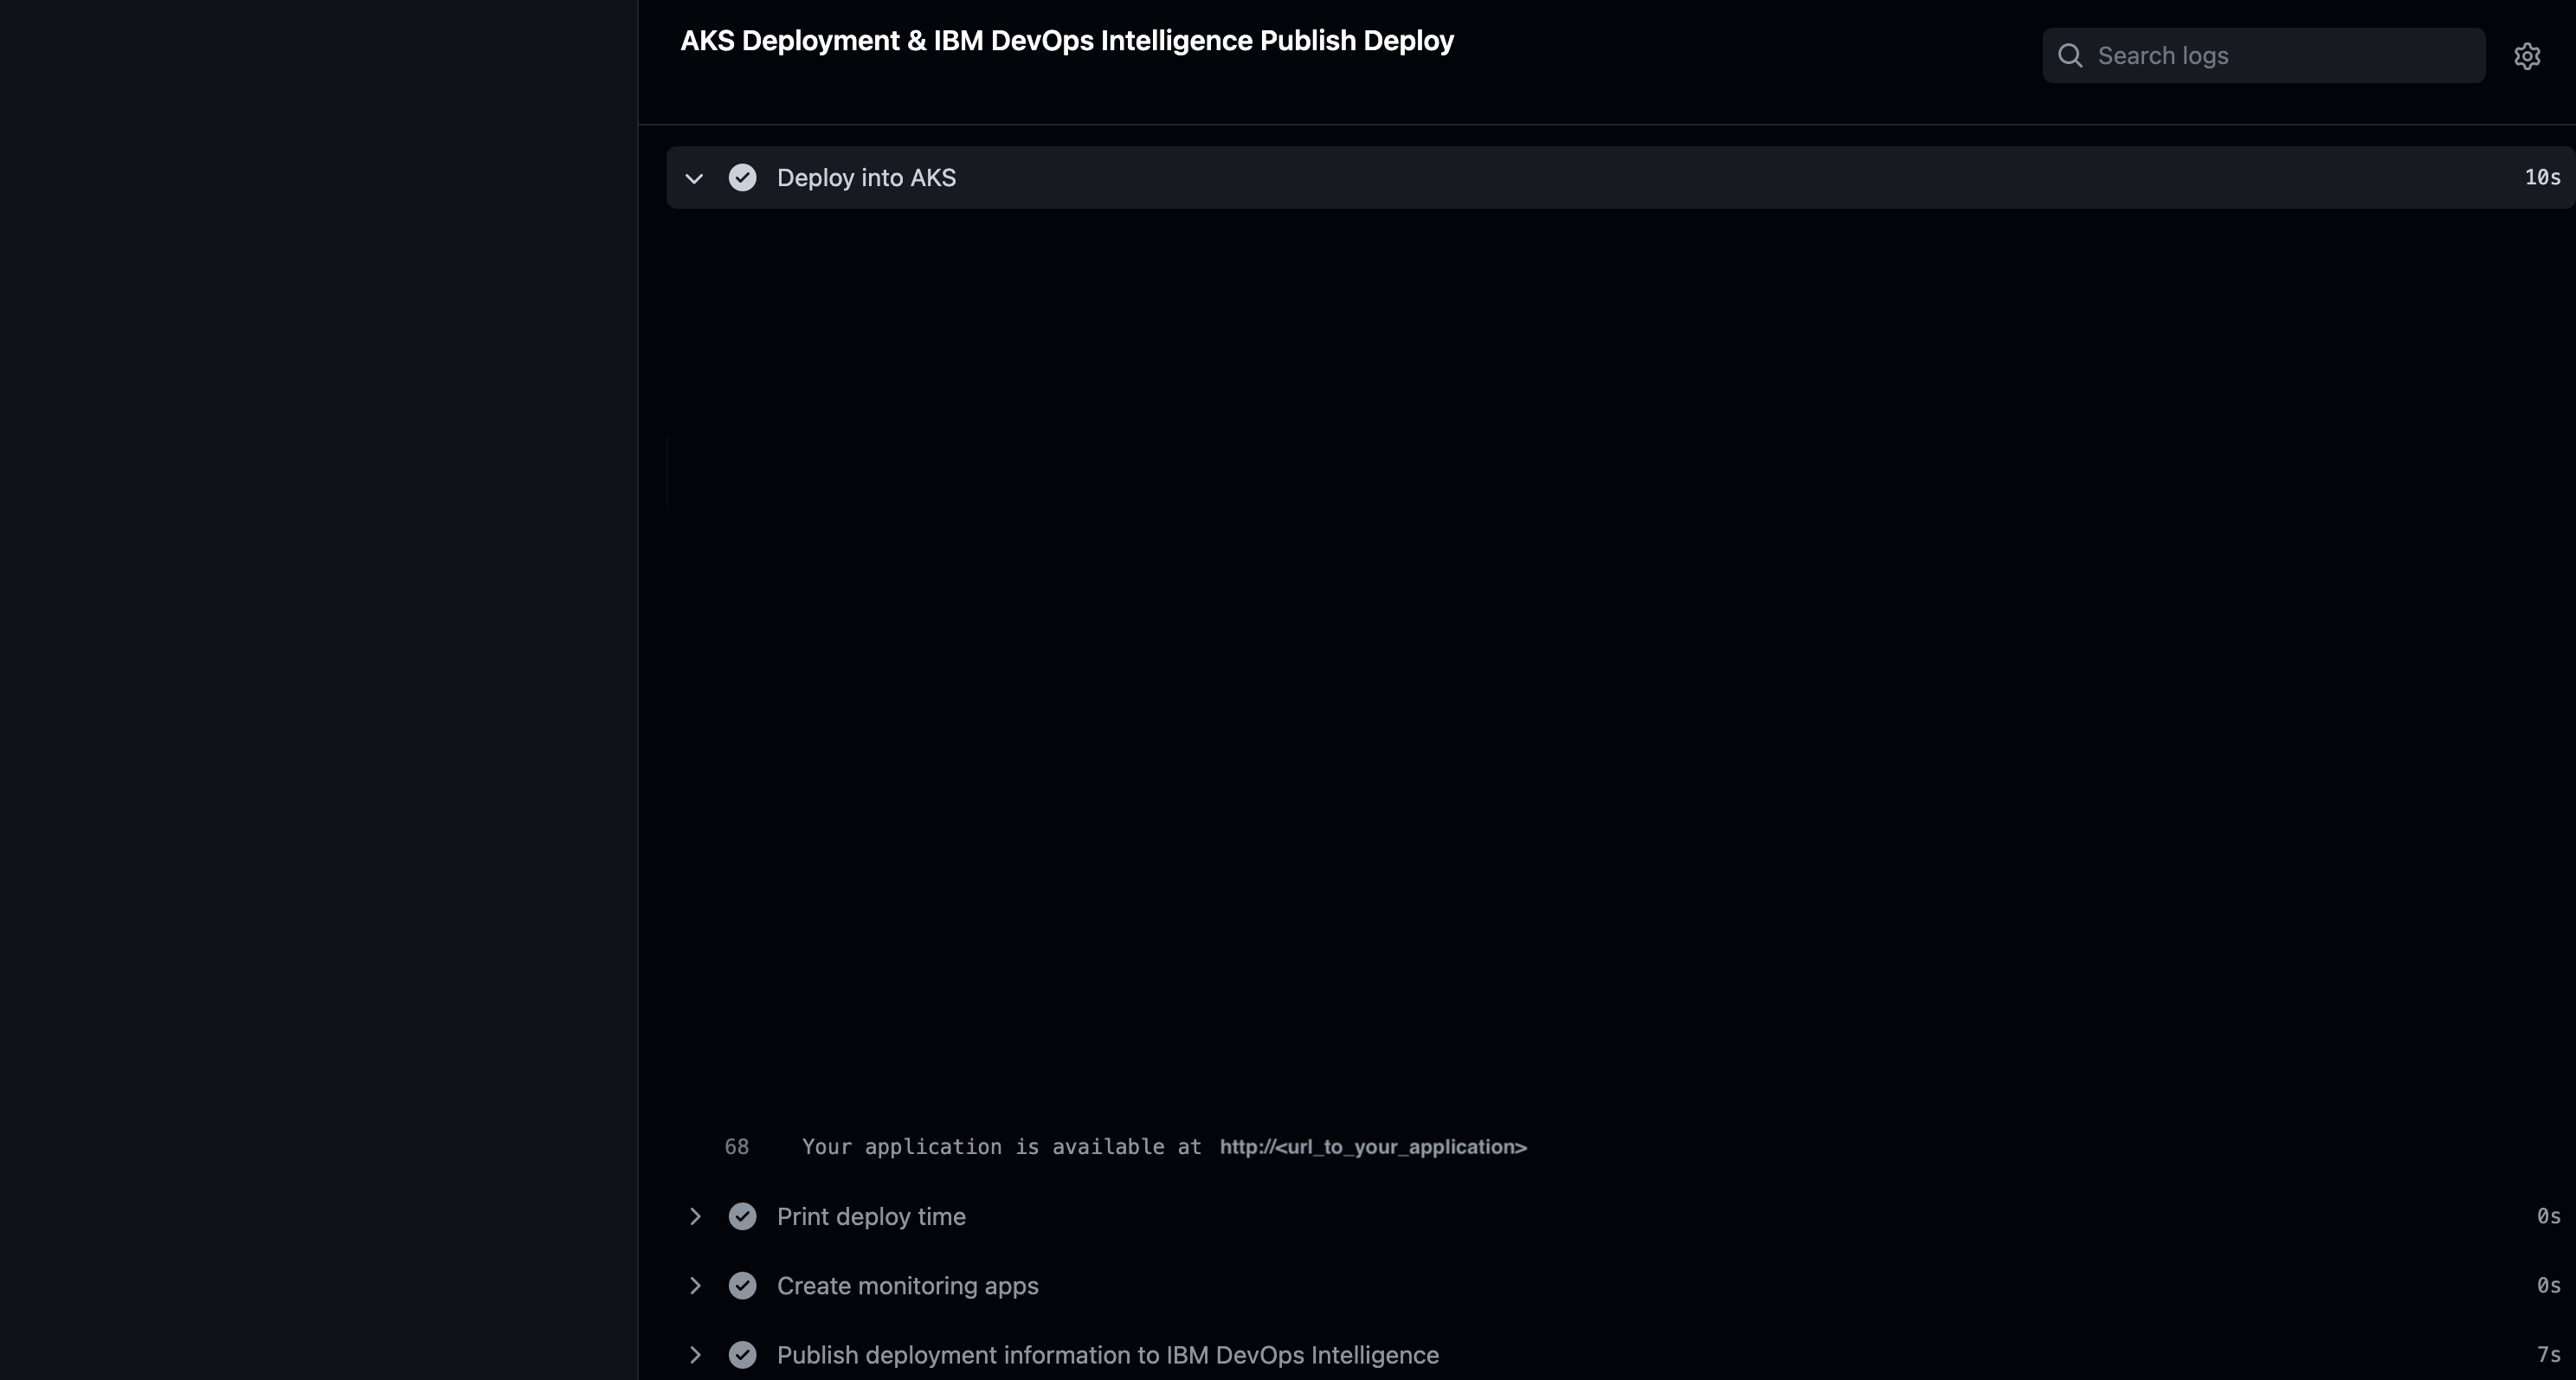 AKS Deployment & IBM DevOps Intelligence Publish Deploy
Search logs
Deploy into AKS 10s
68 Your application is available at http://<url_to_your_application>
Print deploy time 0s
Create monitoring apps 0s
Publish deployment information to IBM DevOps Intelligence 7s